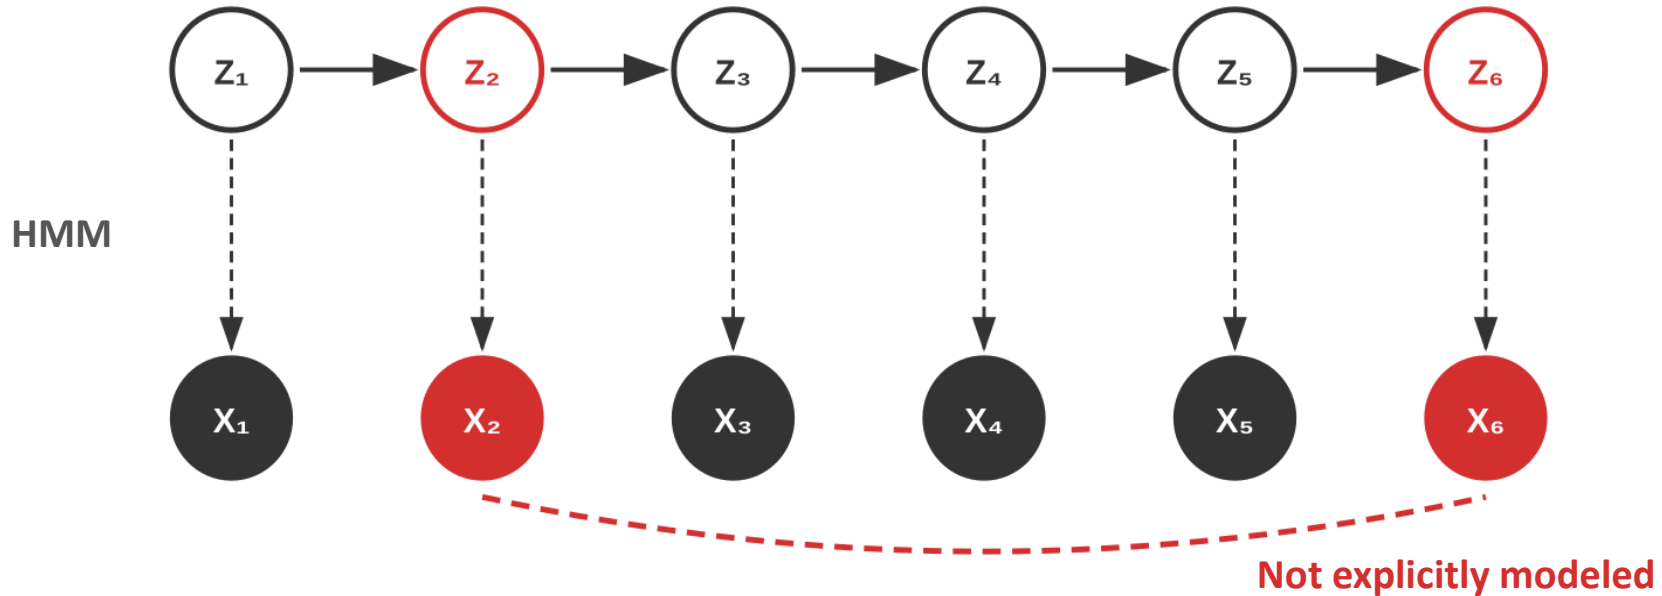 Z₁ Z₂ Z₃ Z₄ Z₅ Z₆
HMM
X₁ X₂ X₃ X₄ X₅ X₆
Not explicitly modeled